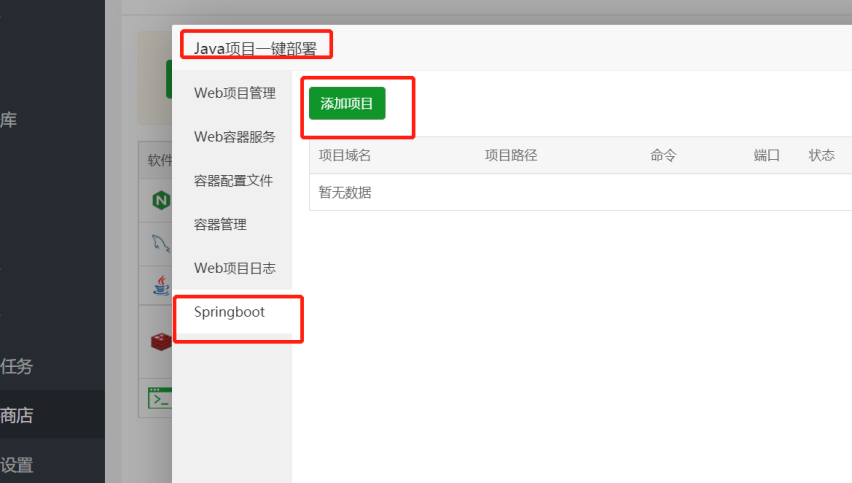 Java项目一键部署
Web项目管理
添加项目
库
Web容器服务
项目域名 项目路径 命令 端口 状态
软件
容器配置文件
暂无数据
容器管理
Web项目日志
Springboot
任务
商店
设置